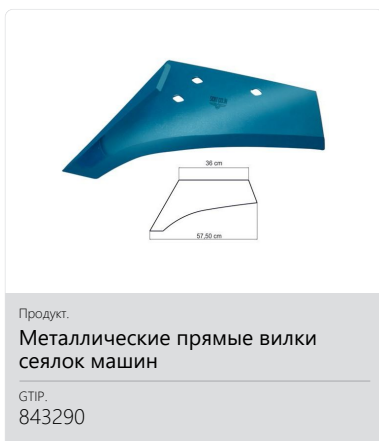 36 cm
57,50 cm
Продукт.
Металлические прямые вилки
сеялок машин
GTIP.
843290